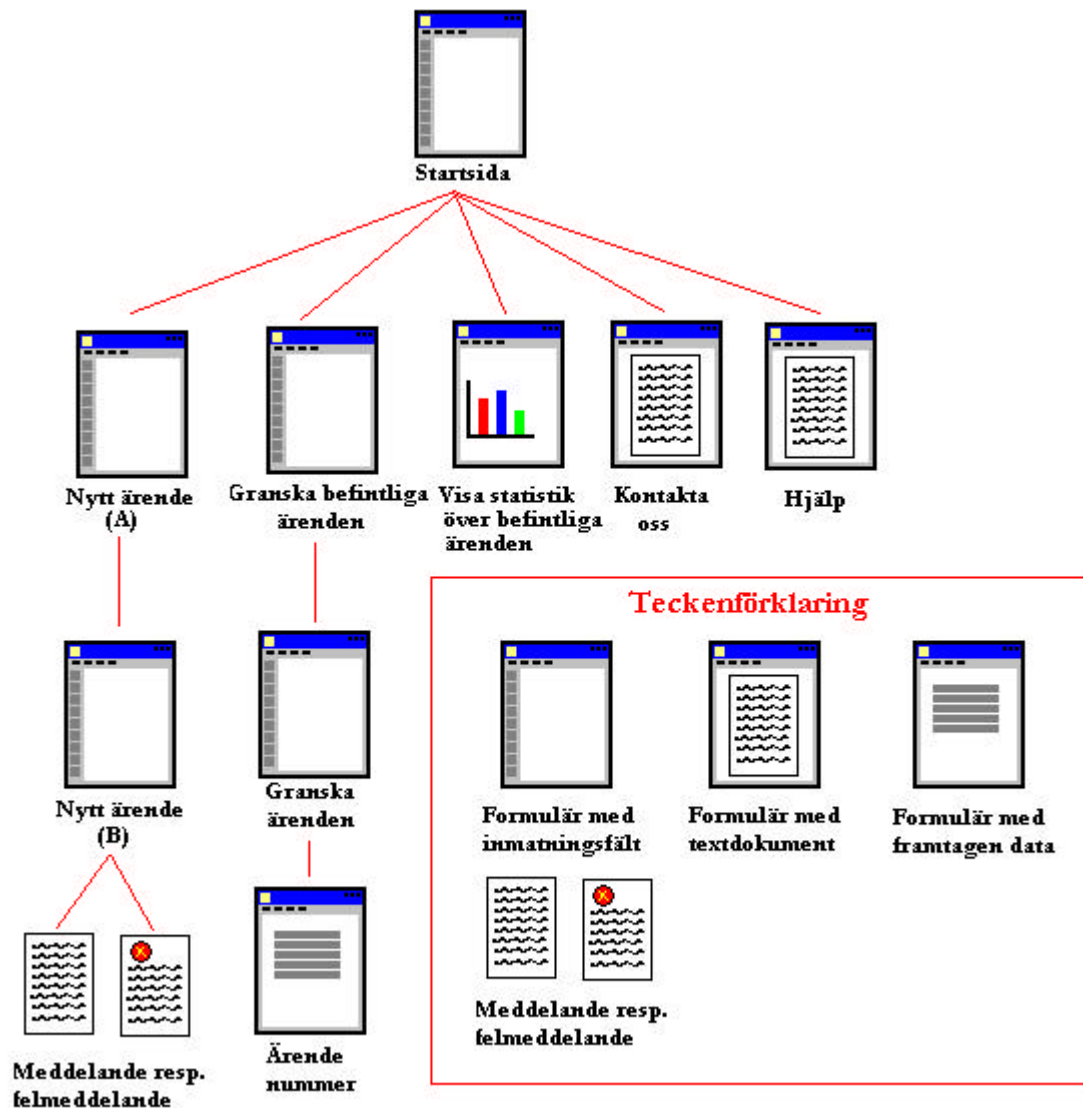 Startsida
Nytt ärende
(A)
Granska befintliga
ärenden
Visa statistik
över befintliga
ärenden
Kontakta
oss
Hjälp
Nytt ärende
(B)
Granska
ärenden
Meddelande resp.
felmeddelande
Ärende
nummer
Teckenförklaring
Formulär med
inmatningsfält
Formulär med
textdokument
Formulär med
framtagen data
Meddelande resp.
felmeddelande